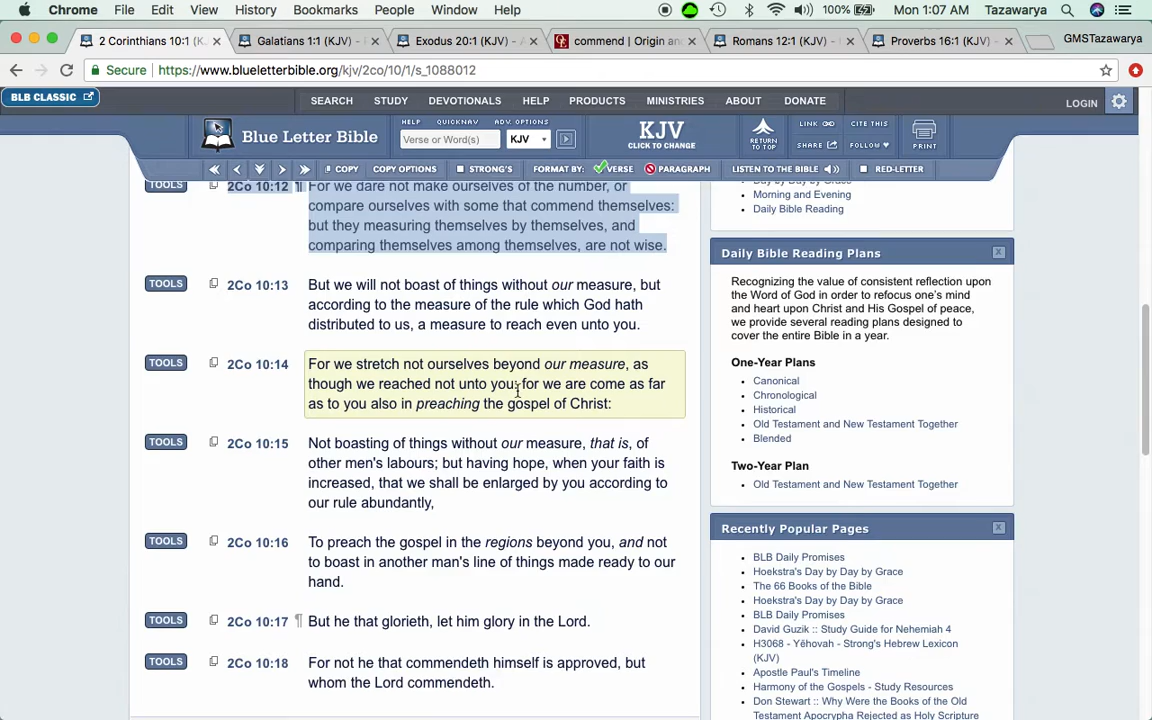 Chrome File Edit View History Bookmarks People Window Help 100% Mon 1:07 AM Tazawarya
2 Corinthians 10:1 (KJV) Galatians 1:1 (KJV) - F Exodus 20:1 (KJV) - A commend | Origin an Romans 12:1 (KJV) - Proverbs 16:1 (KJV) GMSTazawarya
Secure https://www.blueletterbible.org/kjv/2co/10/1/s_1088012
BLB CLASSIC
SEARCH STUDY DEVOTIONALS HELP PRODUCTS MINISTRIES ABOUT DONATE LOGIN
Blue Letter Bible
HELP QUICKNAV ADV. OPTIONS
Verse or Word(s) KJV
KJV
CLICK TO CHANGE
RETURN
TO TOP
LINK CITE THIS
SHARE FOLLOW
PRINT
COPY COPY OPTIONS STRONG'S FORMAT BY: VERSE PARAGRAPH LISTEN TO THE BIBLE RED-LETTER
TOOLS 2Co 10:12 ¶ For we dare not make ourselves of the number, or
compare ourselves with some that commend themselves:
but they measuring themselves by themselves, and
comparing themselves among themselves, are not wise.
TOOLS 2Co 10:13 But we will not boast of things without our measure, but
according to the measure of the rule which God hath
distributed to us, a measure to reach even unto you.
TOOLS 2Co 10:14 For we stretch not ourselves beyond our measure, as
though we reached not unto you: for we are come as far
as to you also in preaching the gospel of Christ:
TOOLS 2Co 10:15 Not boasting of things without our measure, that is, of
other men's labours; but having hope, when your faith is
increased, that we shall be enlarged by you according to
our rule abundantly,
TOOLS 2Co 10:16 To preach the gospel in the regions beyond you, and not
to boast in another man's line of things made ready to our
hand.
TOOLS 2Co 10:17 ¶ But he that glorieth, let him glory in the Lord.
TOOLS 2Co 10:18 For not he that commendeth himself is approved, but
whom the Lord commendeth.
Day by Day by Grace
Morning and Evening
Daily Bible Reading
Daily Bible Reading Plans
Recognizing the value of consistent reflection upon
the Word of God in order to refocus one's mind
and heart upon Christ and His Gospel of peace,
we provide several reading plans designed to
cover the entire Bible in a year.
One-Year Plans
Canonical
Chronological
Historical
Old Testament and New Testament Together
Blended
Two-Year Plan
Old Testament and New Testament Together
Recently Popular Pages
BLB Daily Promises
Hoekstra's Day by Day by Grace
The 66 Books of the Bible
Hoekstra's Day by Day by Grace
BLB Daily Promises
David Guzik :: Study Guide for Nehemiah 4
H3068 - Yĕhovah - Strong's Hebrew Lexicon
(KJV)
Apostle Paul's Timeline
Harmony of the Gospels - Study Resources
Don Stewart :: Why Were the Books of the Old
Testament Apocrypha Rejected as Holy Scripture